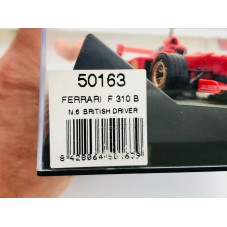 50163
FERRARI F 310 B
N.6 BRITISH DRIVER